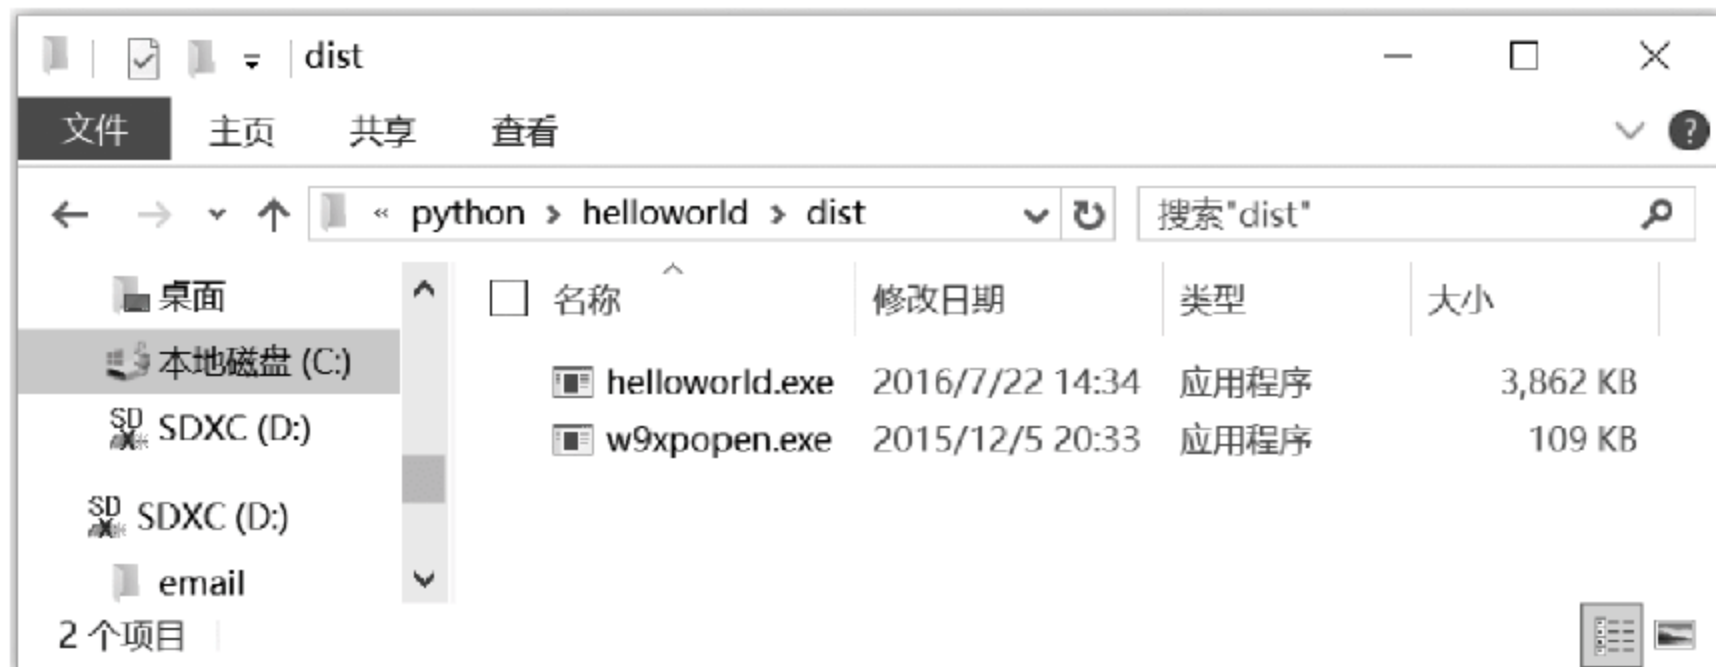 dist
文件 主页 共享 查看 ?
« python > helloworld > dist 搜索"dist"
桌面
本地磁盘 (C:)
SD SDXC (D:)
SD SDXC (D:)
email
名称 修改日期 类型 大小
helloworld.exe 2016/7/22 14:34 应用程序 3,862 KB
w9xpopen.exe 2015/12/5 20:33 应用程序 109 KB
2 个项目